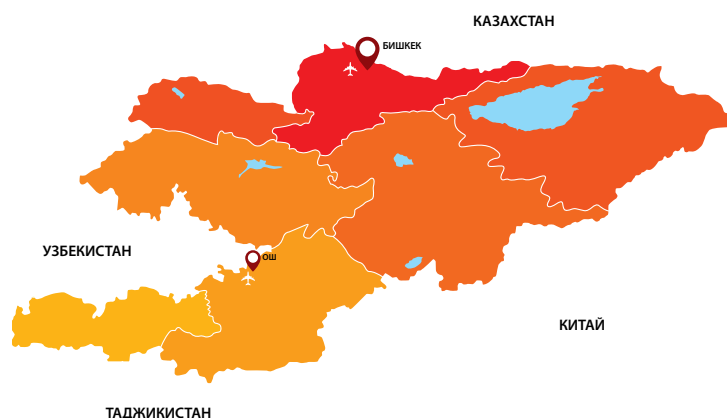 КАЗАХСТАН
БИШКЕК
УЗБЕКИСТАН
ОШ
КИТАЙ
ТАДЖИКИСТАН